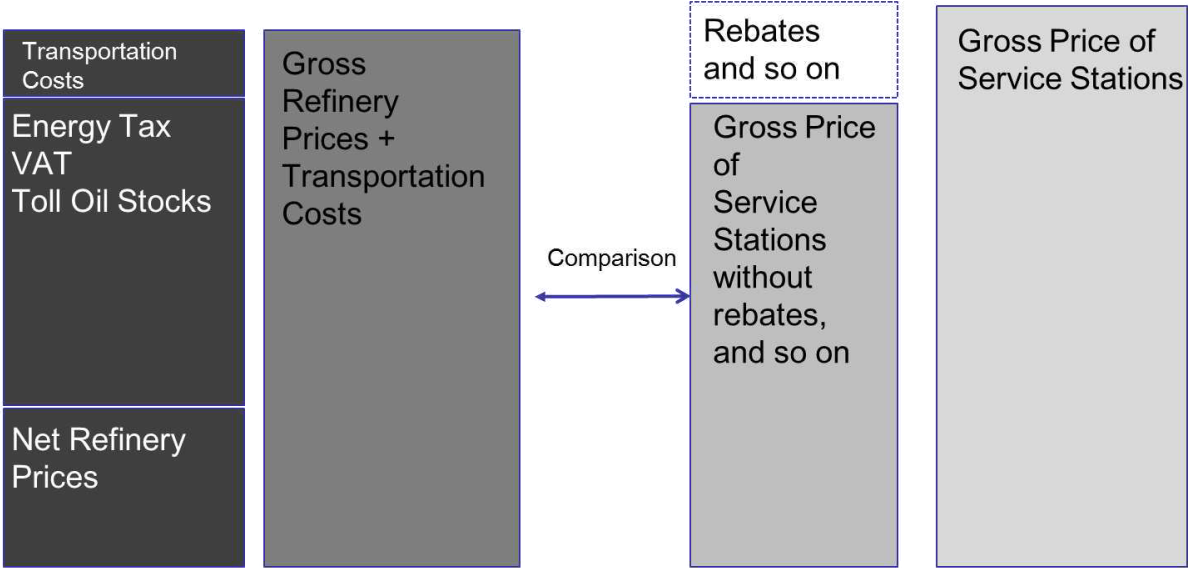 Transportation
Costs
Energy Tax
VAT
Toll Oil Stocks
Net Refinery
Prices
Gross
Refinery
Prices +
Transportation
Costs
Comparison
Rebates
and so on
Gross Price
of
Service
Stations
without
rebates,
and so on
Gross Price of
Service Stations